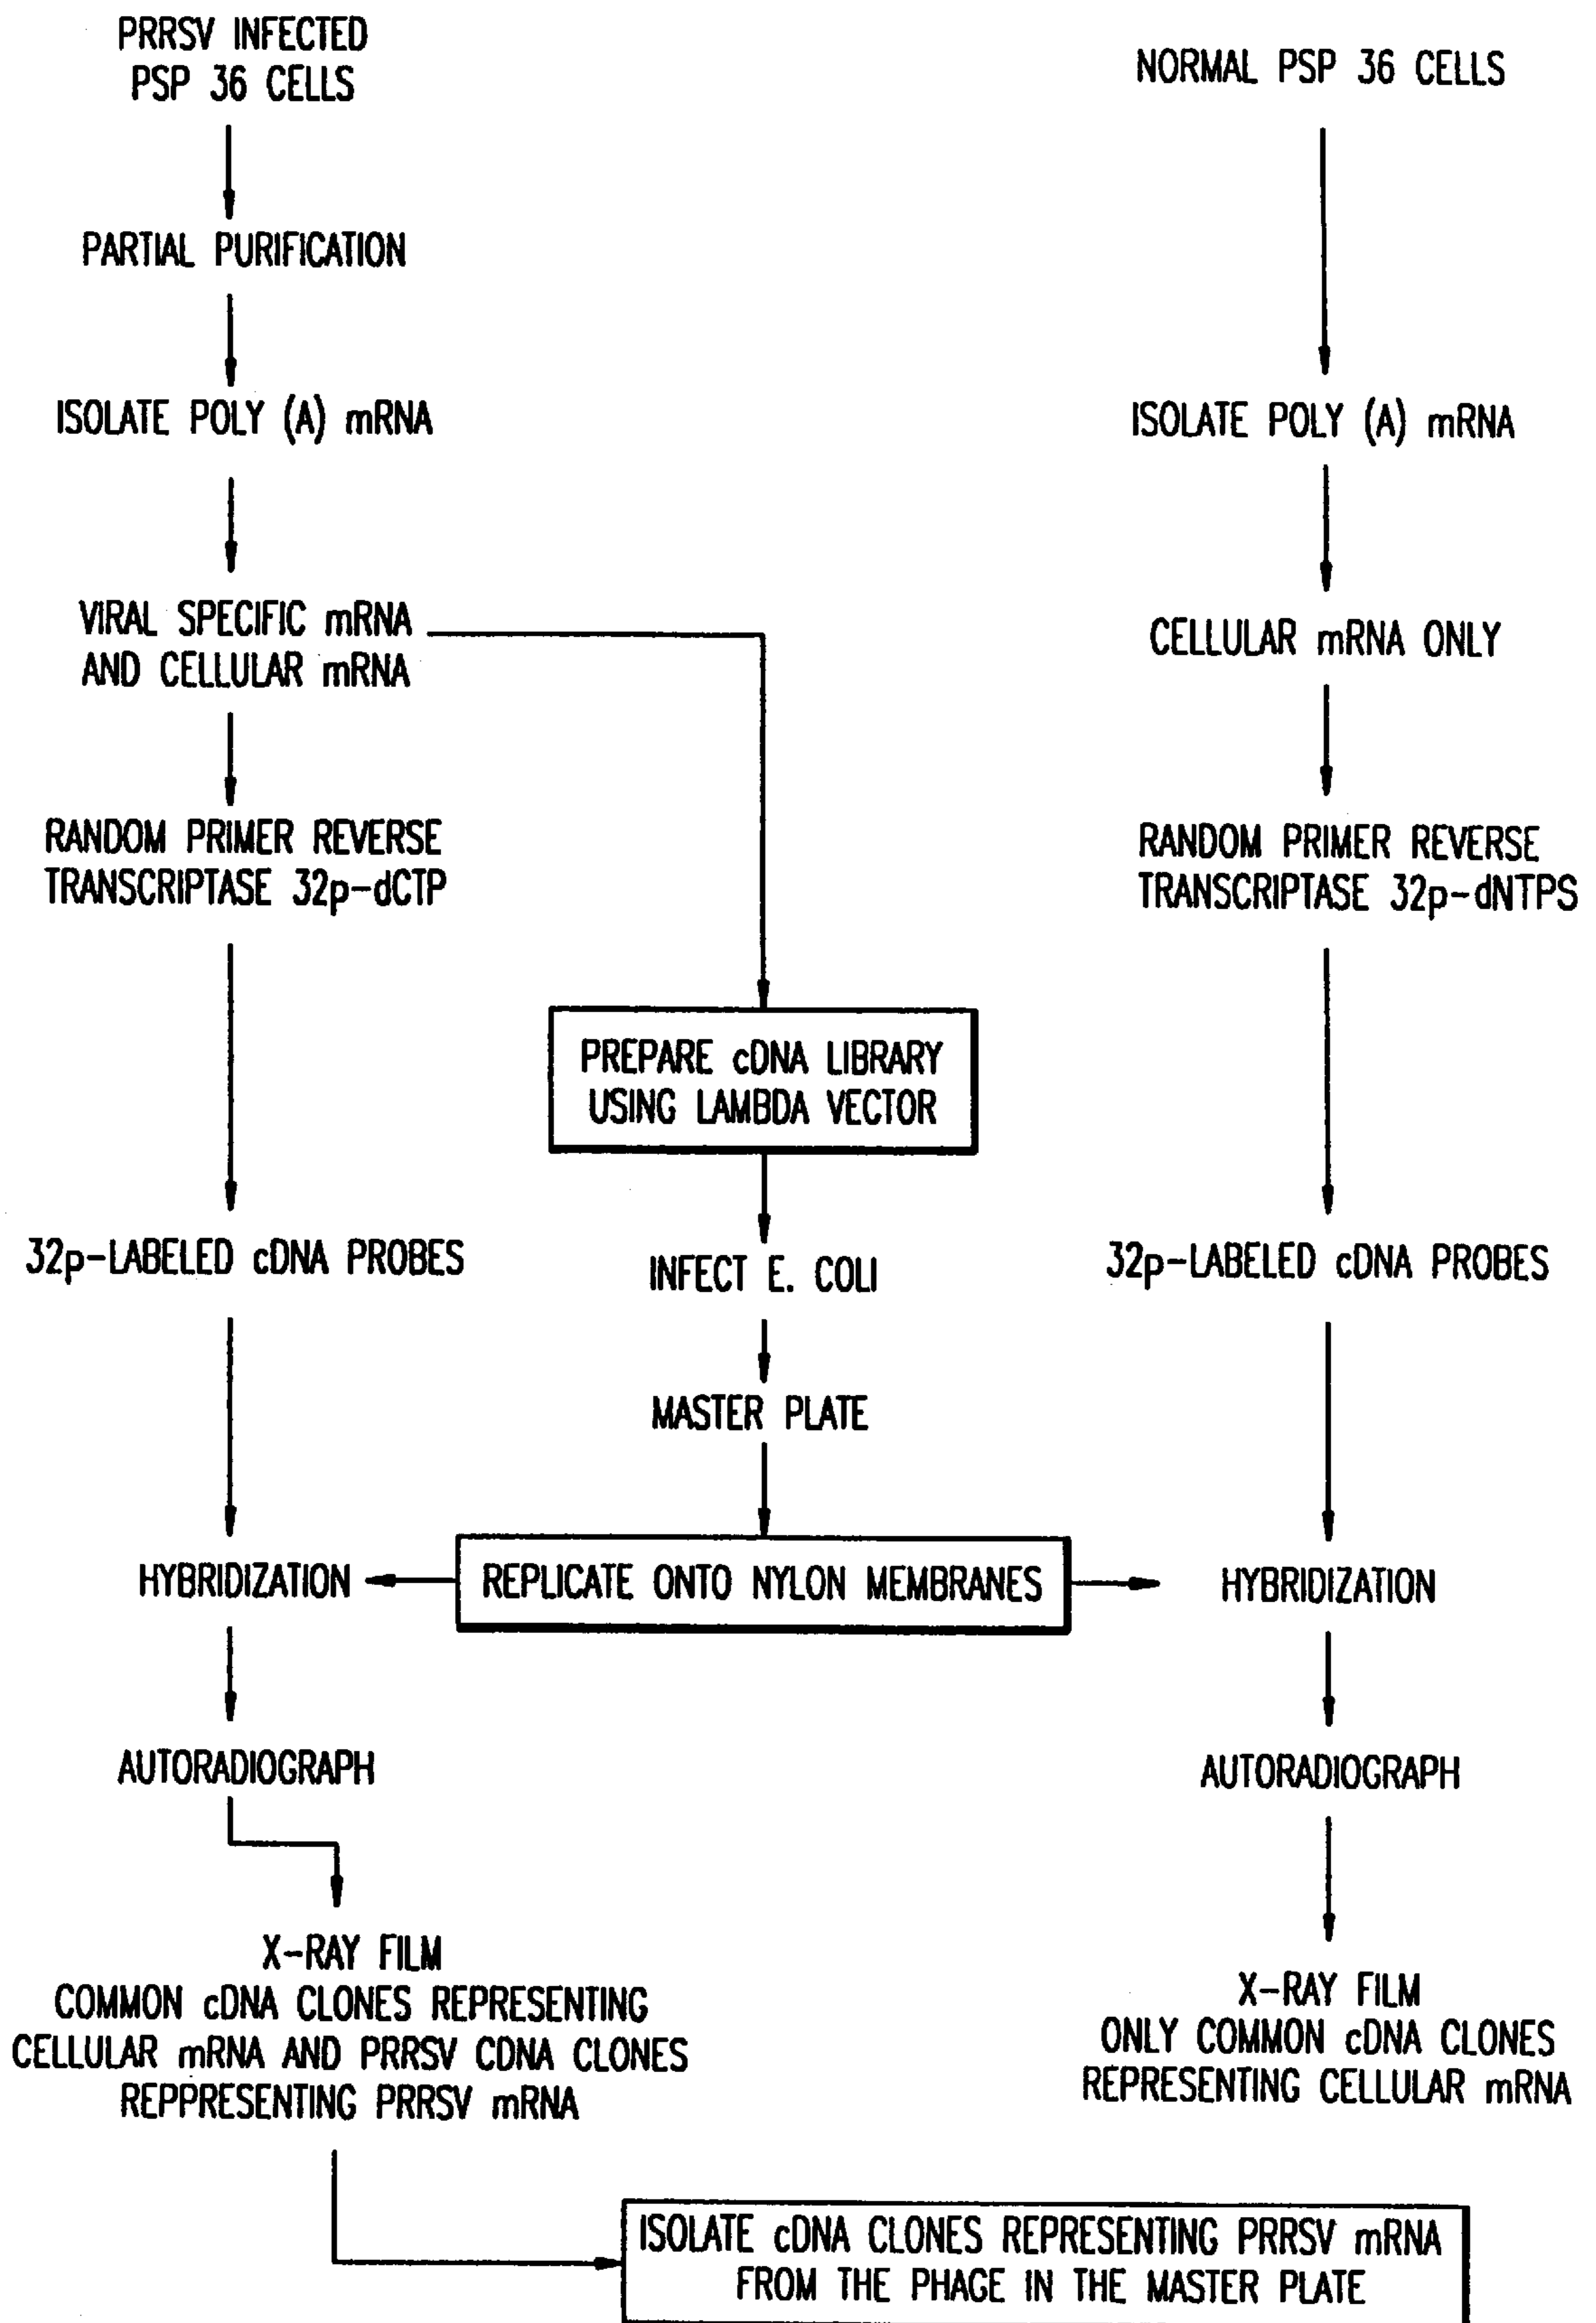 PRRSV INFECTED
PSP 36 CELLS
PARTIAL PURIFICATION
ISOLATE POLY (A) mRNA
VIRAL SPECIFIC mRNA
AND CELLULAR mRNA
RANDOM PRIMER REVERSE
TRANSCRIPTASE 32p-dCTP
32p-LABELED cDNA PROBES
HYBRIDIZATION
AUTORADIOGRAPH
X-RAY FILM
COMMON cDNA CLONES REPRESENTING
CELLULAR mRNA AND PRRSV CDNA CLONES
REPPRESENTING PRRSV mRNA
PREPARE cDNA LIBRARY
USING LAMBDA VECTOR
INFECT E. COLI
MASTER PLATE
REPLICATE ONTO NYLON MEMBRANES
NORMAL PSP 36 CELLS
ISOLATE POLY (A) mRNA
CELLULAR mRNA ONLY
RANDOM PRIMER REVERSE
TRANSCRIPTASE 32p-dNTPS
32p-LABELED cDNA PROBES
HYBRIDIZATION
AUTORADIOGRAPH
X-RAY FILM
ONLY COMMON cDNA CLONES
REPRESENTING CELLULAR mRNA
ISOLATE cDNA CLONES REPRESENTING PRRSV mRNA
FROM THE PHAGE IN THE MASTER PLATE